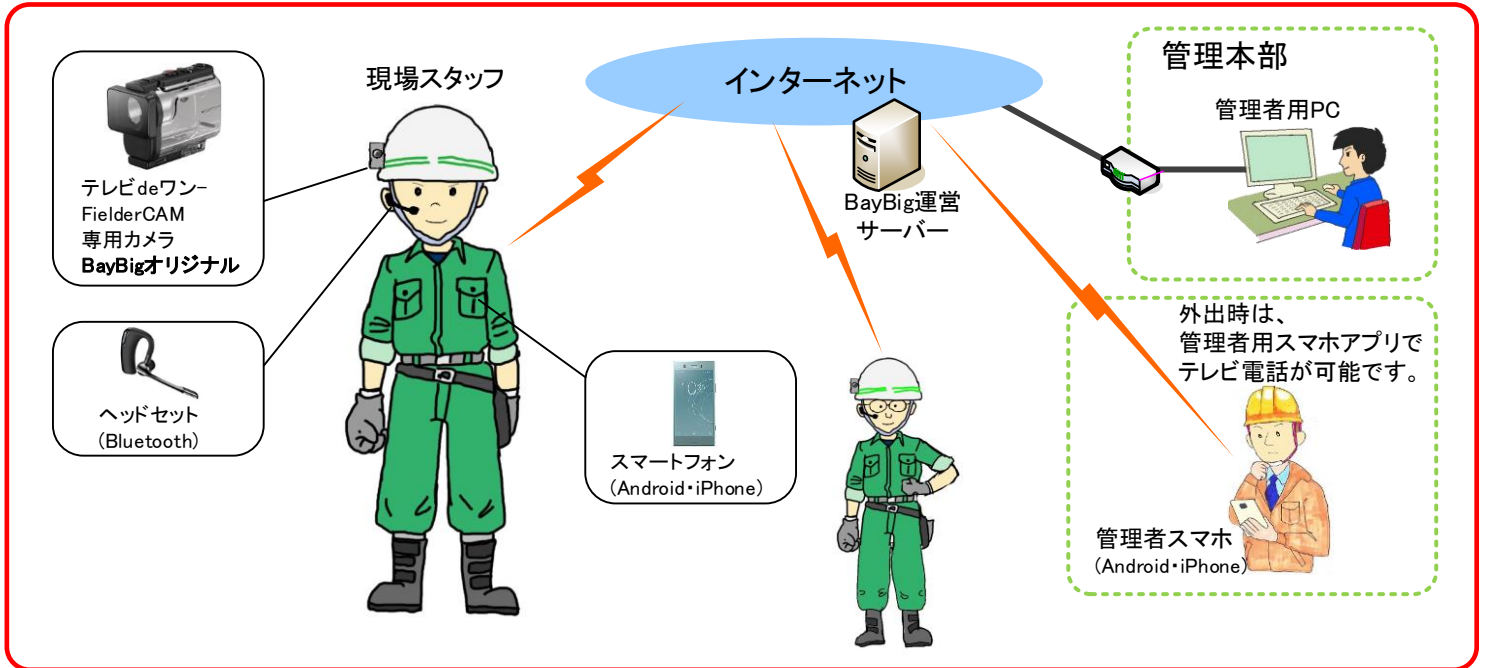 現場スタッフ
テレビdeワン-
FielderCAM
専用カメラ
BayBigオリジナル
ヘッドセット
(Bluetooth)
スマートフォン
(Android・iPhone)
インターネット
BayBig運営
サーバー
管理本部
管理者用PC
外出時は、
管理者用スマホアプリで
テレビ電話が可能です。
管理者スマホ
(Android・iPhone)